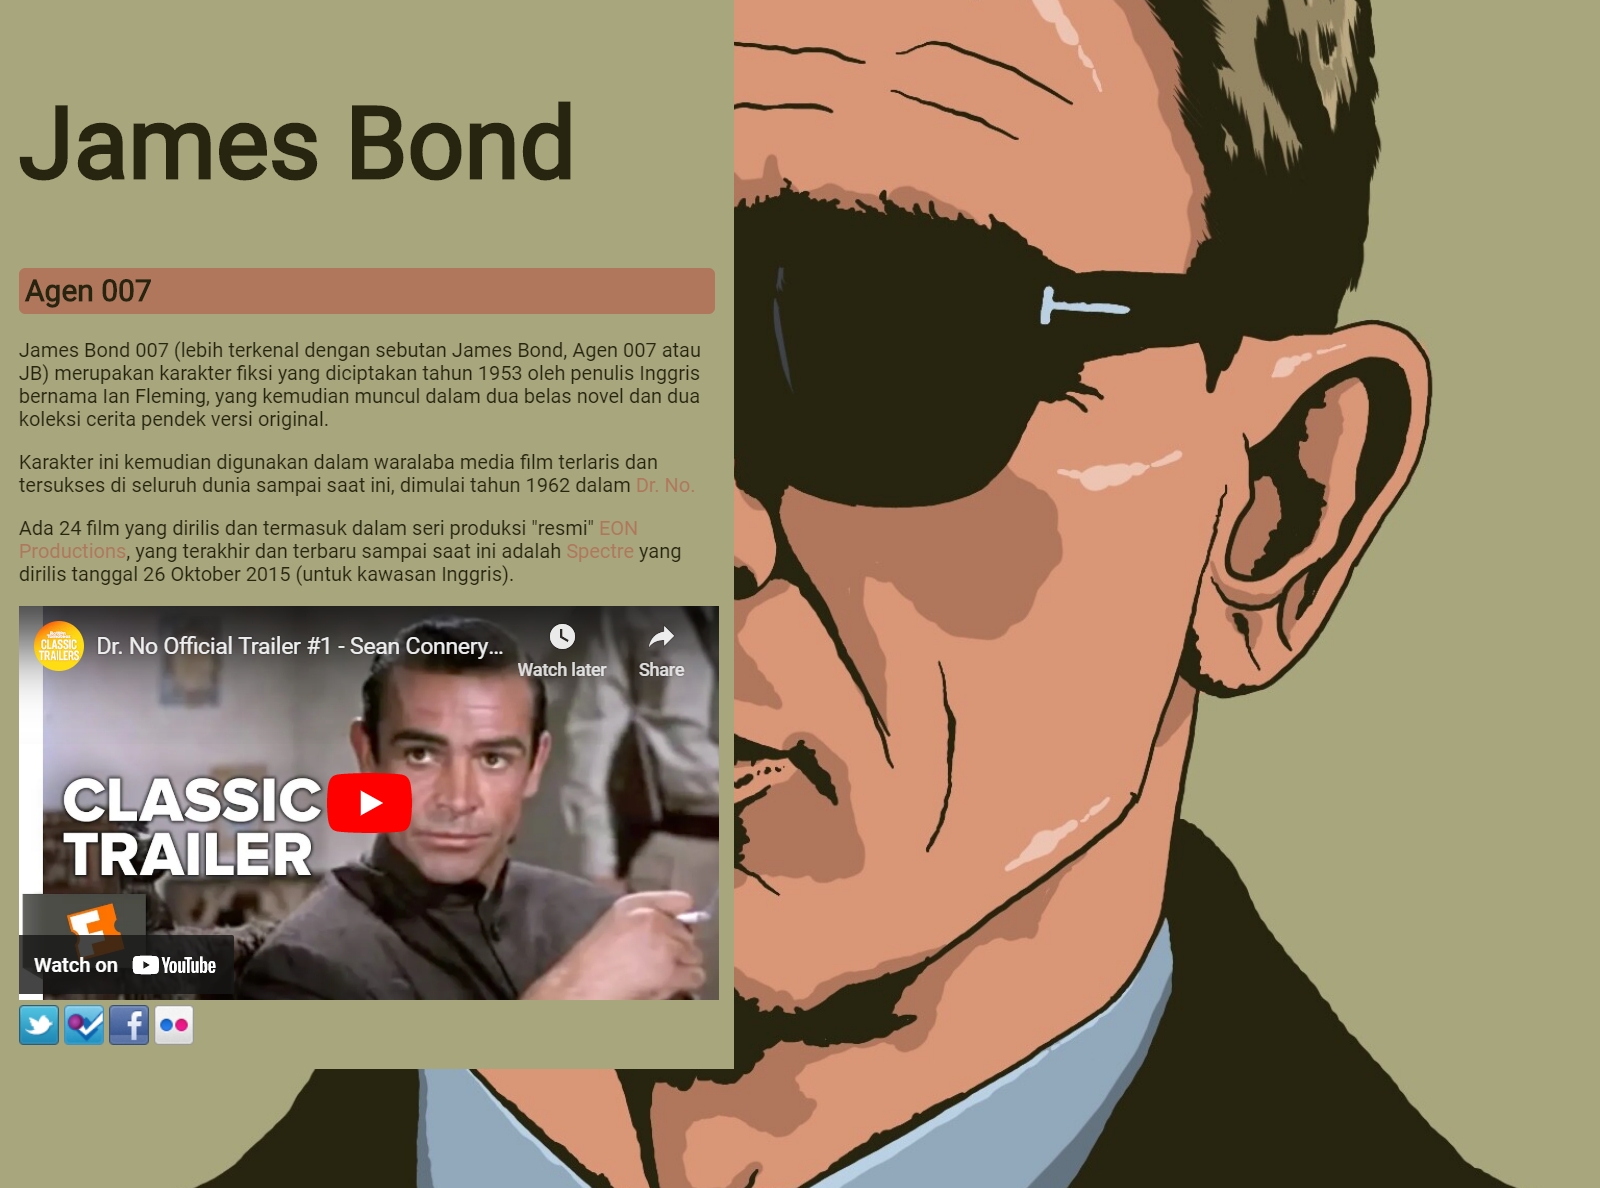 James Bond
Agen 007
James Bond 007 (lebih terkenal dengan sebutan James Bond, Agen 007 atau
JB) merupakan karakter fiksi yang diciptakan tahun 1953 oleh penulis Inggris
bernama Ian Fleming, yang kemudian muncul dalam dua belas novel dan dua
koleksi cerita pendek versi original.
Karakter ini kemudian digunakan dalam waralaba media film terlaris dan
tersukses di seluruh dunia sampai saat ini, dimulai tahun 1962 dalam Dr. No.
Ada 24 film yang dirilis dan termasuk dalam seri produksi "resmi" EON
Productions, yang terakhir dan terbaru sampai saat ini adalah Spectre yang
dirilis tanggal 26 Oktober 2015 (untuk kawasan Inggris).
CLASSIC
TRAILERS
Dr. No Official Trailer #1 - Sean Connery...
Watch later
Share
CLASSIC
TRAILER
Watch on YouTube